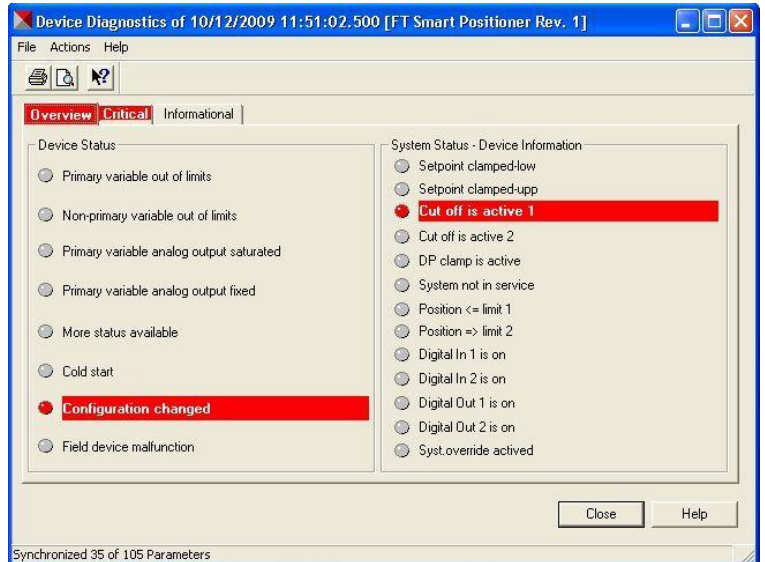 Device Diagnostics of 10/12/2009 11:51:02.500 [FT Smart Positioner Rev. 1]
File Actions Help
Overview Critical Informational
Device Status
Primary variable out of limits
Non-primary variable out of limits
Primary variable analog output saturated
Primary variable analog output fixed
More status available
Cold start
Configuration changed
Field device malfunction
System Status - Device Information
Setpoint clamped-low
Setpoint clamped-upp
Cut off is active 1
Cut off is active 2
DP clamp is active
System not in service
Position <= limit 1
Position => limit 2
Digital In 1 is on
Digital In 2 is on
Digital Out 1 is on
Digital Out 2 is on
Syst.override actived
Close Help
Synchronized 35 of 105 Parameters